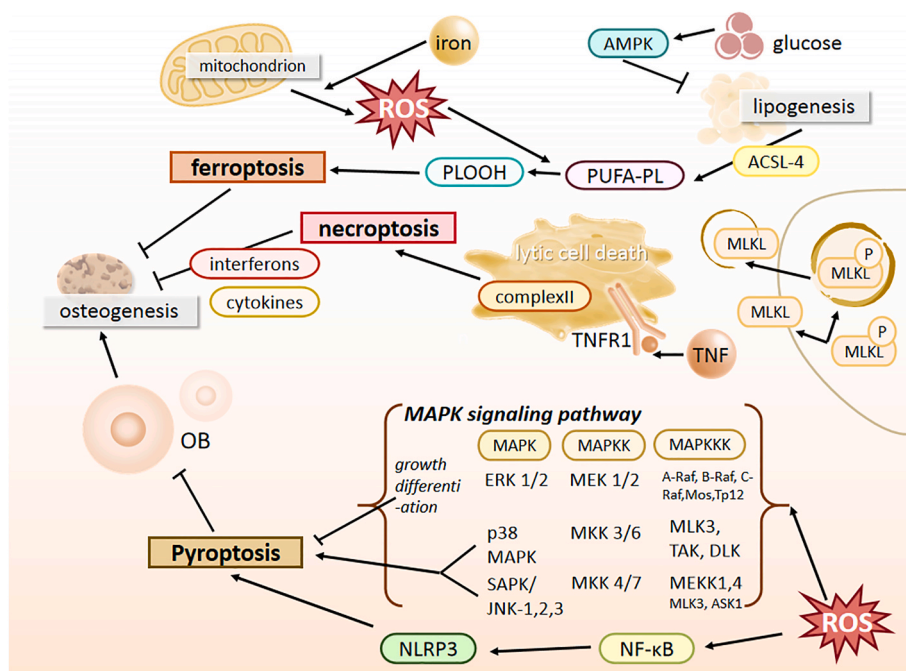 iron
AMPK
glucose
mitochondrion
ROS
lipogenesis
ACSL-4
ferroptosis
PLOOH
PUFA-PL
necroptosis
lytic cell death
interferons
cytokines
complexII
osteogenesis
TNFR1
TNF
MLKL
P
MLKL
MLKL
P
MLKL
OB
MAPK signaling pathway
MAPK MAPKK MAPKKK
growth
differenti
-ation
ERK 1/2 MEK 1/2 A-Raf, B-Raf, C-
Raf,Mos,Tp12
p38 MKK 3/6 MLK3,
MAPK TAK, DLK
SAPK/ MKK 4/7 MEKK1,4
JNK-1,2,3 MLK3, ASK1
Pyroptosis
ROS
NLRP3
NF-κB